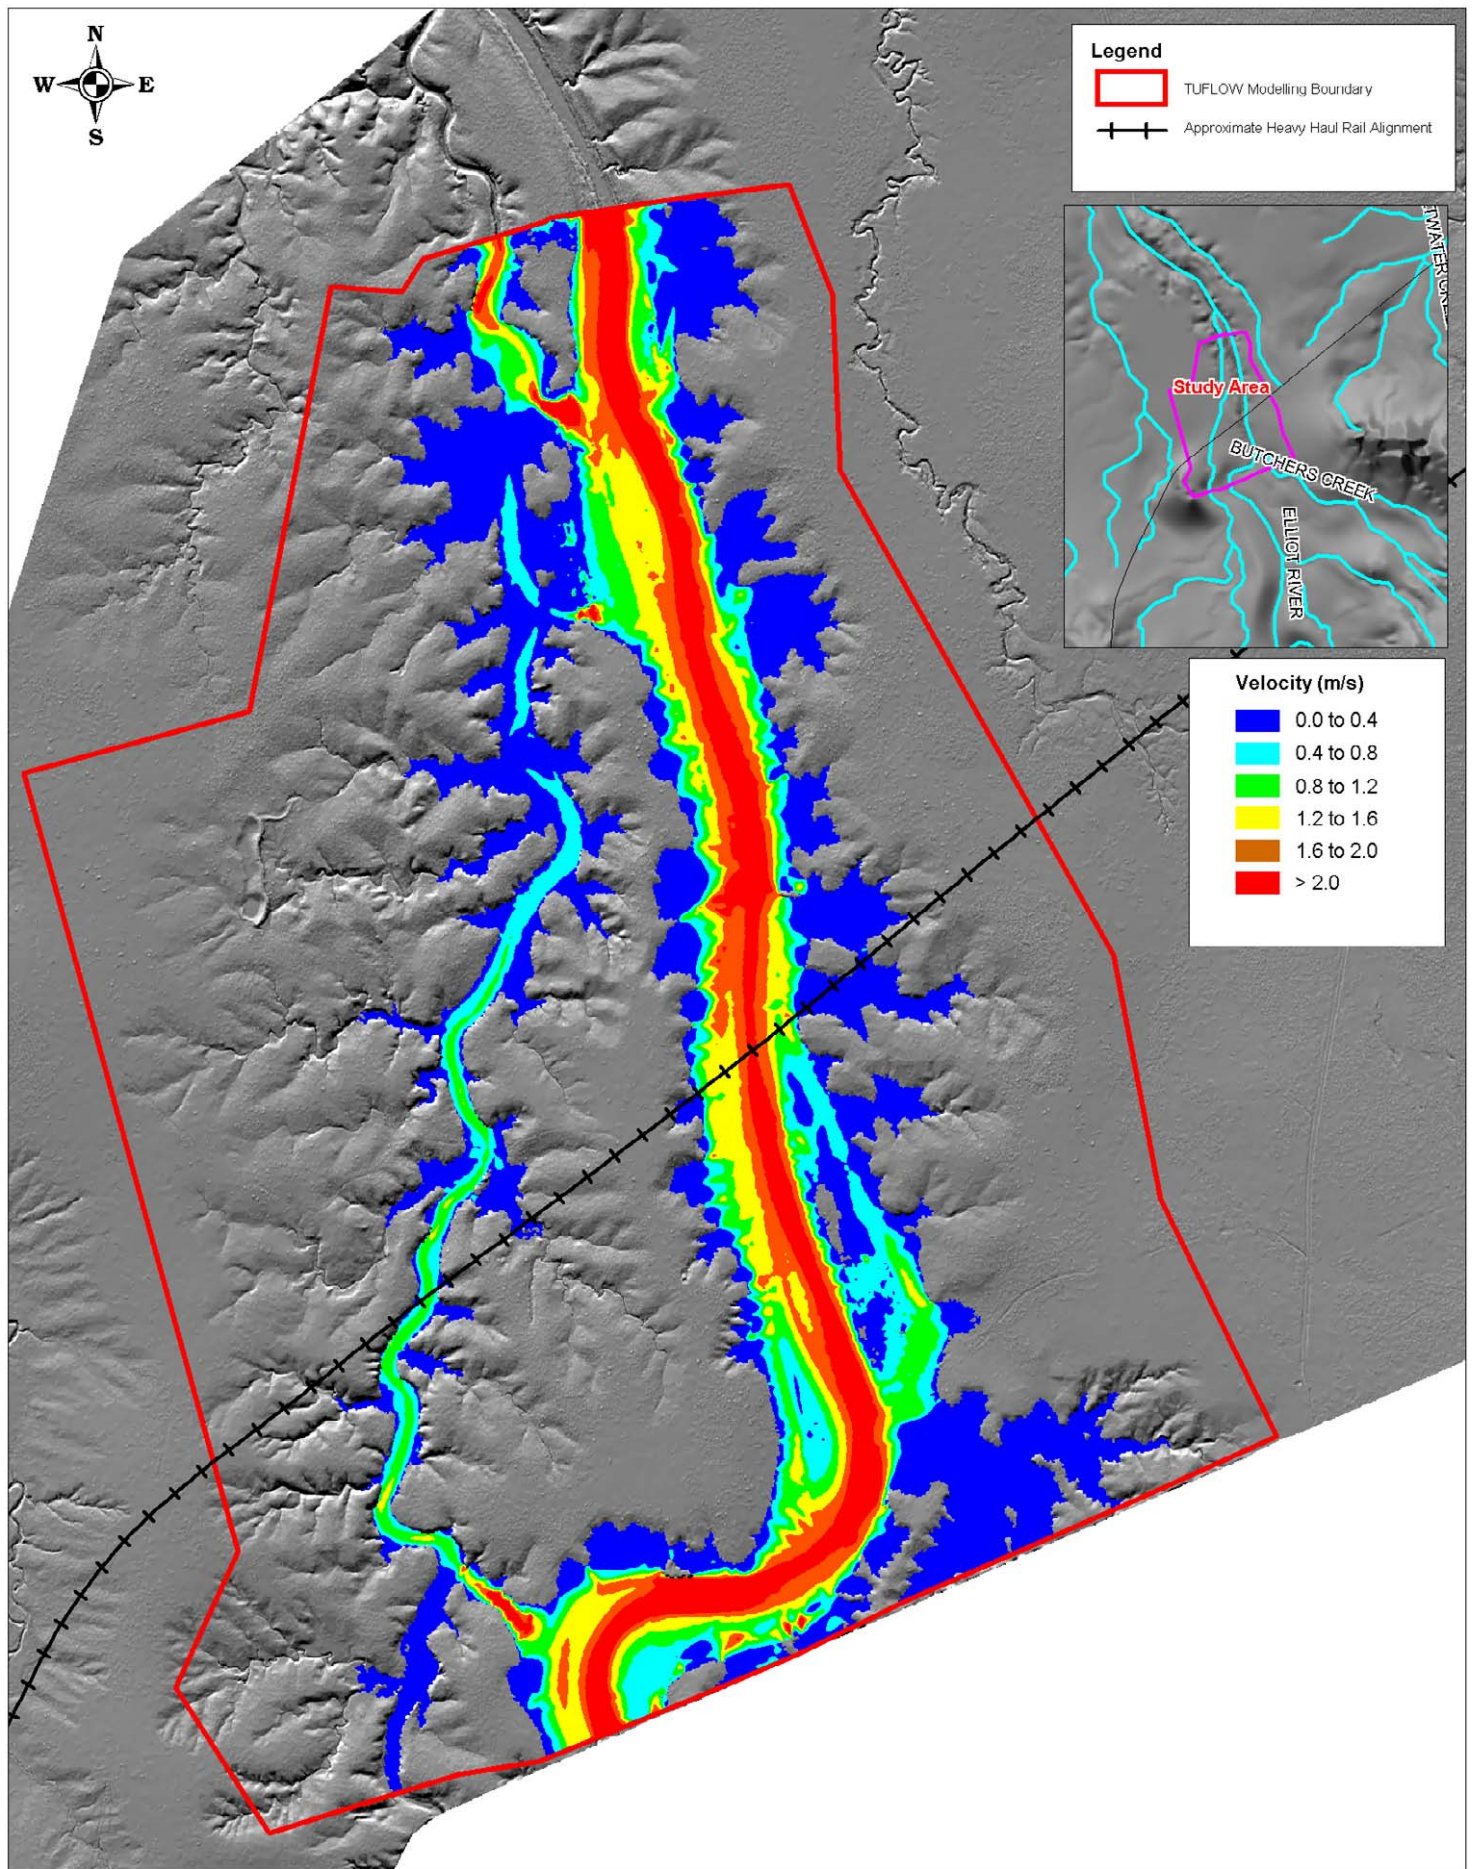 N
W E
S
Legend
TUFLOW Modelling Boundary
Approximate Heavy Haul Rail Alignment
Study Area
BUTCHERS CREEK
ELLIOT RIVER
Velocity (m/s)
0.0 to 0.4
0.4 to 0.8
0.8 to 1.2
1.2 to 1.6
1.6 to 2.0
> 2.0